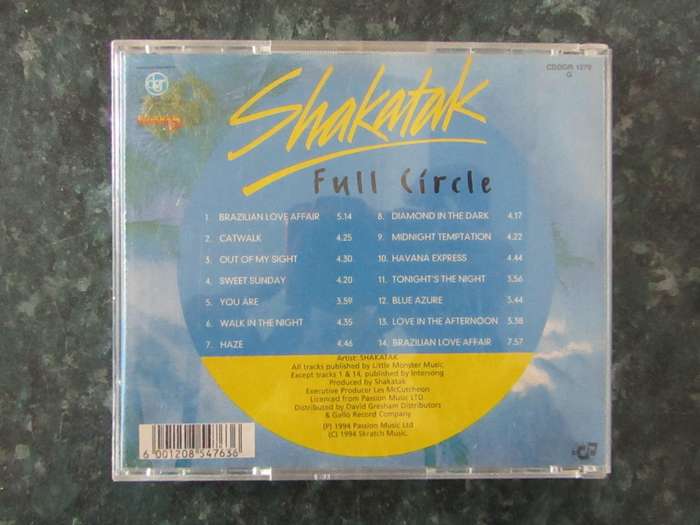 CDDGR 1270
G
Shakatak
Full Circle
1. BRAZILIAN LOVE AFFAIR 5.14
2. CATWALK 4.25
3. OUT OF MY SIGHT 4.30
4. SWEET SUNDAY 4.20
5. YOU ARE 3.59
6. WALK IN THE NIGHT 4.35
7. HAZE 4.46
8. DIAMOND IN THE DARK 4.17
9. MIDNIGHT TEMPTATION 4.22
10. HAVANA EXPRESS 4.44
11. TONIGHT'S THE NIGHT 3.56
12. BLUE AZURE 3.44
13. LOVE IN THE AFTERNOON 5.38
14. BRAZILIAN LOVE AFFAIR 7.57
Artist: SHAKATAK
All tracks published by Little Monster Music,
Except tracks 1 & 14, published by Intersong
Produced by Shakatak
Executive Producer Les McCutcheon
Licenced from Passion Music LTD.
Distributed by David Gresham Distributors
& Gallo Record Company
(P) 1994 Passion Music Ltd
(C) 1994 Skratch Music.
6 001208 547636